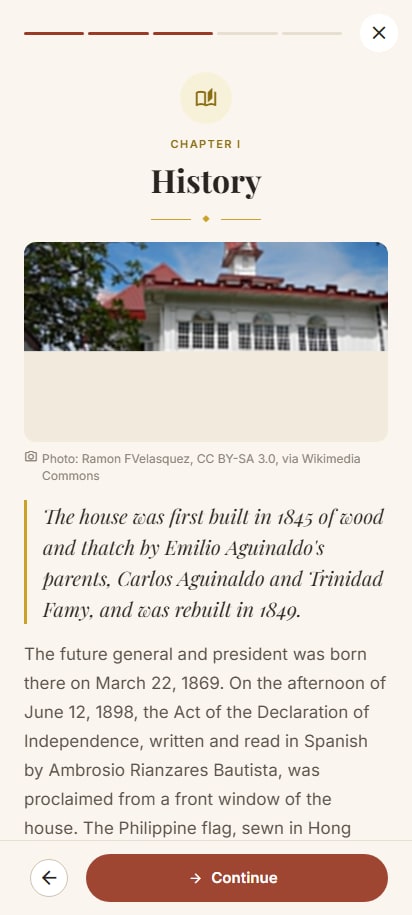 CHAPTER I
History
Photo: Ramon FVelasquez, CC BY-SA 3.0, via Wikimedia
Commons
The house was first built in 1845 of wood
and thatch by Emilio Aguinaldo's
parents, Carlos Aguinaldo and Trinidad
Famy, and was rebuilt in 1849.
The future general and president was born
there on March 22, 1869. On the afternoon of
June 12, 1898, the Act of the Declaration of
Independence, written and read in Spanish
by Ambrosio Rianzares Bautista, was
proclaimed from a front window of the
house. The Philippine flag, sewn in Hong
Continue